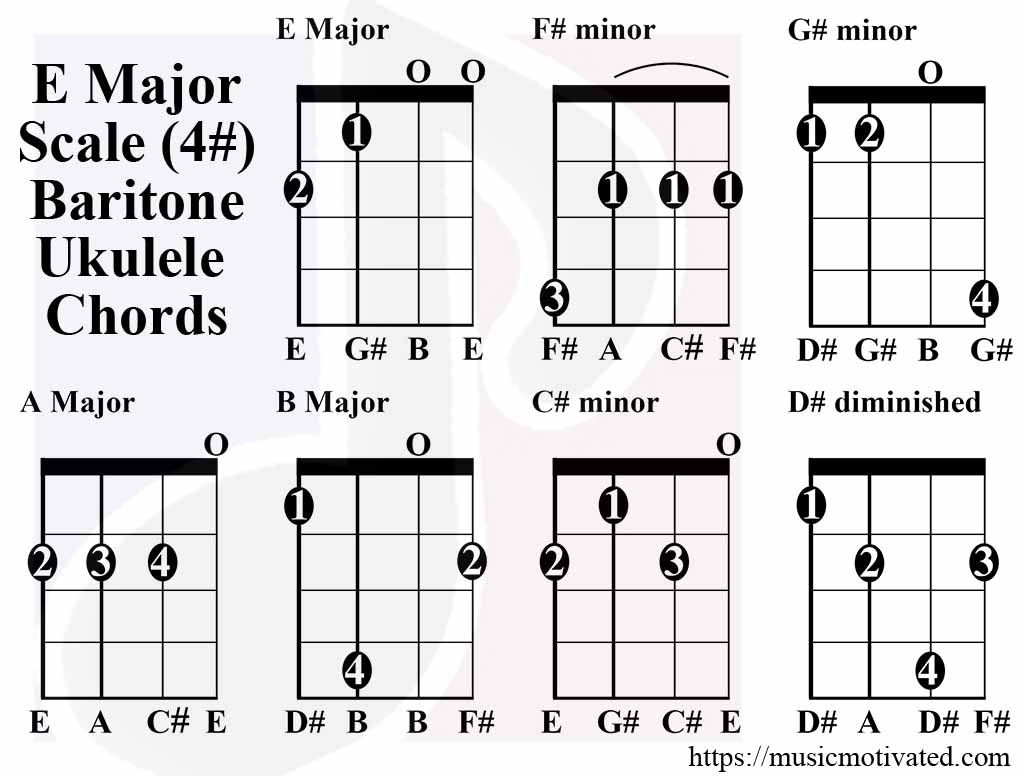 E Major
Scale (4#)
Baritone
Ukulele
Chords
E Major
O O
1
2
E G# B E
F# minor
1 1 1
3
F# A C# F#
G# minor
O
1 2
4
D# G# B G#
A Major
O
2 3 4
E A C# E
B Major
O
1
2
4
D# B B F#
C# minor
O
1
2 3
E G# C# E
D# diminished
1
2 3
4
D# A D# F#
https://musicmotivated.com/